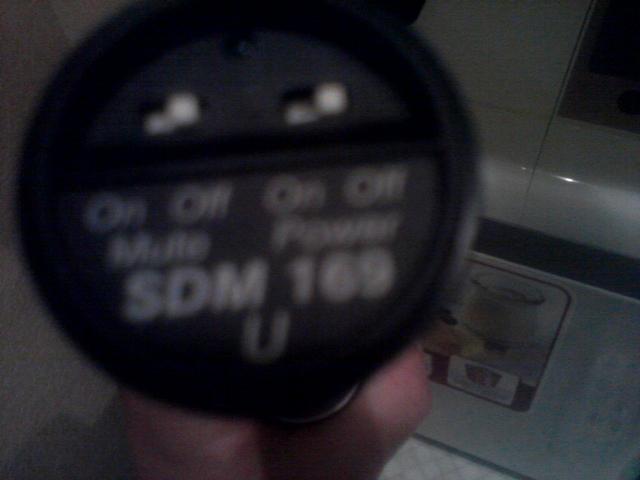 On Off On Off
Mute Power
SDM 169
U